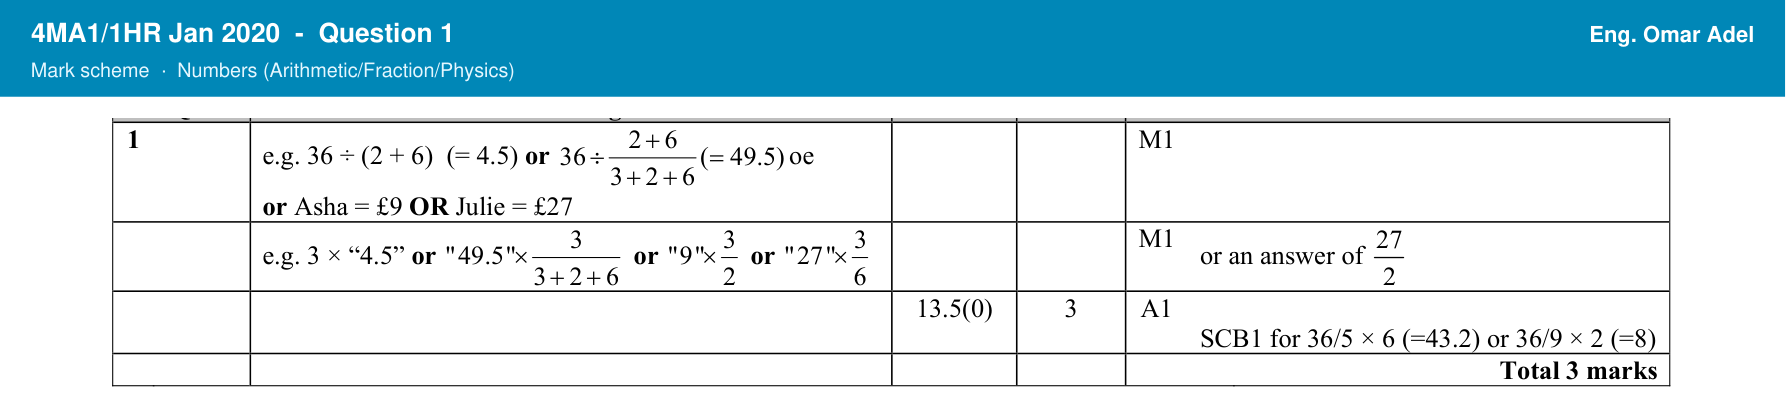 4MA1/1HR Jan 2020 - Question 1
Eng. Omar Adel
Mark scheme · Numbers (Arithmetic/Fraction/Physics)
1
e.g. 36 ÷ (2 + 6) (= 4.5) or 36 ÷ (2 + 6)/(3 + 2 + 6) (= 49.5) oe
M1
or Asha = £9 OR Julie = £27
e.g. 3 × “4.5” or "49.5"× 3/(3 + 2 + 6) or "9"× 3/2 or "27"× 3/6
M1 or an answer of 27/2
13.5(0) 3 A1
SCB1 for 36/5 × 6 (=43.2) or 36/9 × 2 (=8)
Total 3 marks